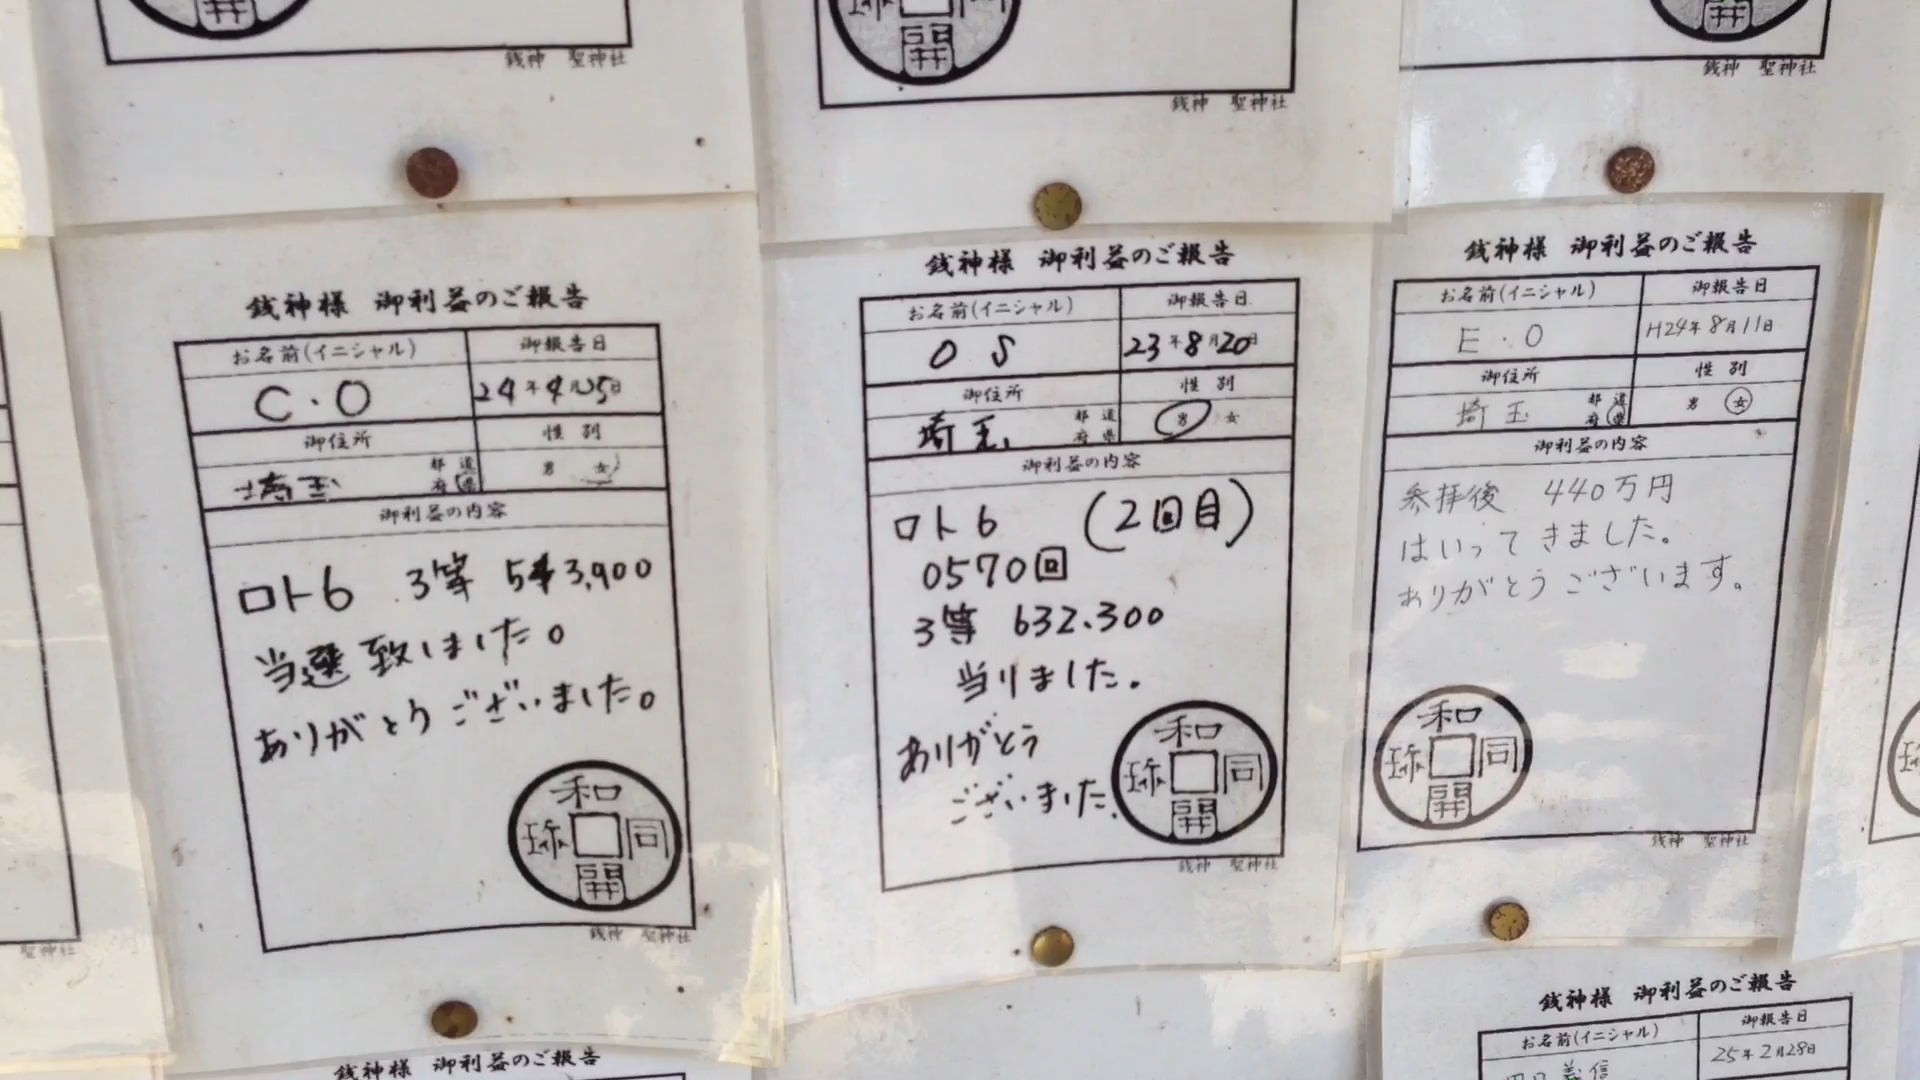 銭神 聖神社
銭神 聖神社
銭神 聖神社
銭神様 御利益のご報告
お名前(イニシャル) 御報告日
C.O 24年4月25日
御住所 性別
埼玉 都道府県 男 女
御利益の内容
ロト6 3等 543,900
当選致しました。
ありがとうございました。
和同開珎
銭神 聖神社
銭神様 御利益のご報告
お名前(イニシャル) 御報告日
O S 23年8月20日
御住所 性別
埼玉 都道府県 男 女
御利益の内容
ロト6 (2回目)
0570回
3等 632.300
当りました.
ありがとう
ございました.
和同開珎
銭神 聖神社
銭神様 御利益のご報告
お名前(イニシャル) 御報告日
E・O H24年8月11日
御住所 性別
埼玉 都道府県 男 女
御利益の内容
参拝後 440万円
はいってきました。
ありがとうございます。
和同開珎
銭神 聖神社
聖神社
銭神様 御利益のご報告
銭神様 御利益のご報告
お名前(イニシャル) 御報告日
25年2月28日